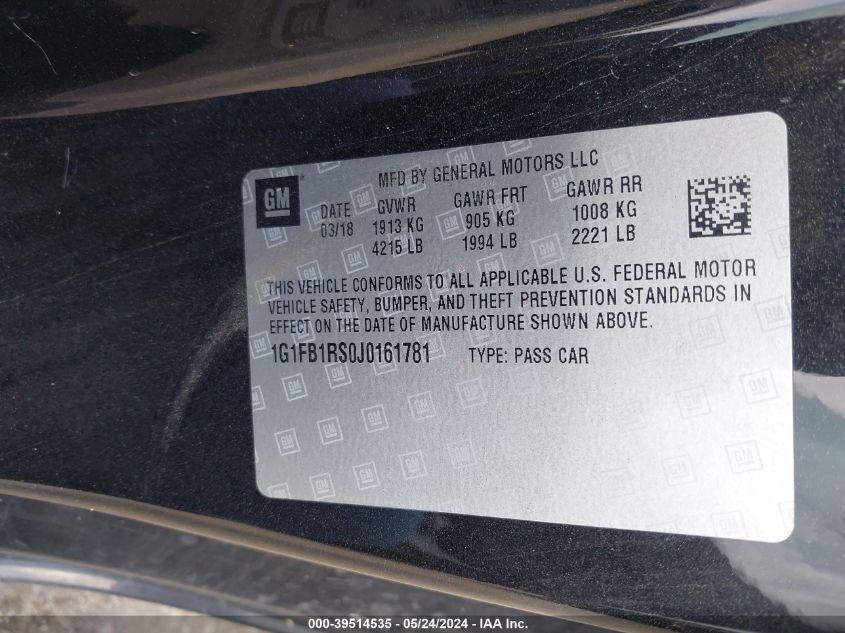 MFD BY GENERAL MOTORS LLC
GM DATE GVWR GAWR FRT GAWR RR
03/18 1913 KG 905 KG 1008 KG
4215 LB 1994 LB 2221 LB
THIS VEHICLE CONFORMS TO ALL APPLICABLE U.S. FEDERAL MOTOR
VEHICLE SAFETY, BUMPER, AND THEFT PREVENTION STANDARDS IN
EFFECT ON THE DATE OF MANUFACTURE SHOWN ABOVE.
1G1FB1RS0J0161781 TYPE: PASS CAR
000-39514535 - 05/24/2024 - IAA Inc.